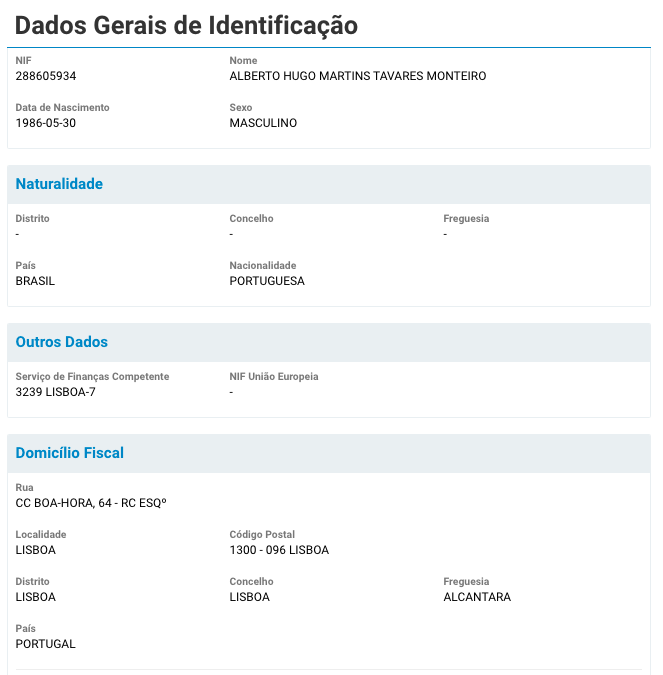 Dados Gerais de Identificação
NIF Nome
288605934 ALBERTO HUGO MARTINS TAVARES MONTEIRO
Data de Nascimento Sexo
1986-05-30 MASCULINO
Naturalidade
Distrito Concelho Freguesia
- - -
País Nacionalidade
BRASIL PORTUGUESA
Outros Dados
Serviço de Finanças Competente NIF União Europeia
3239 LISBOA-7 -
Domicílio Fiscal
Rua
CC BOA-HORA, 64 - RC ESQº
Localidade Código Postal
LISBOA 1300 - 096 LISBOA
Distrito Concelho Freguesia
LISBOA LISBOA ALCANTARA
País
PORTUGAL